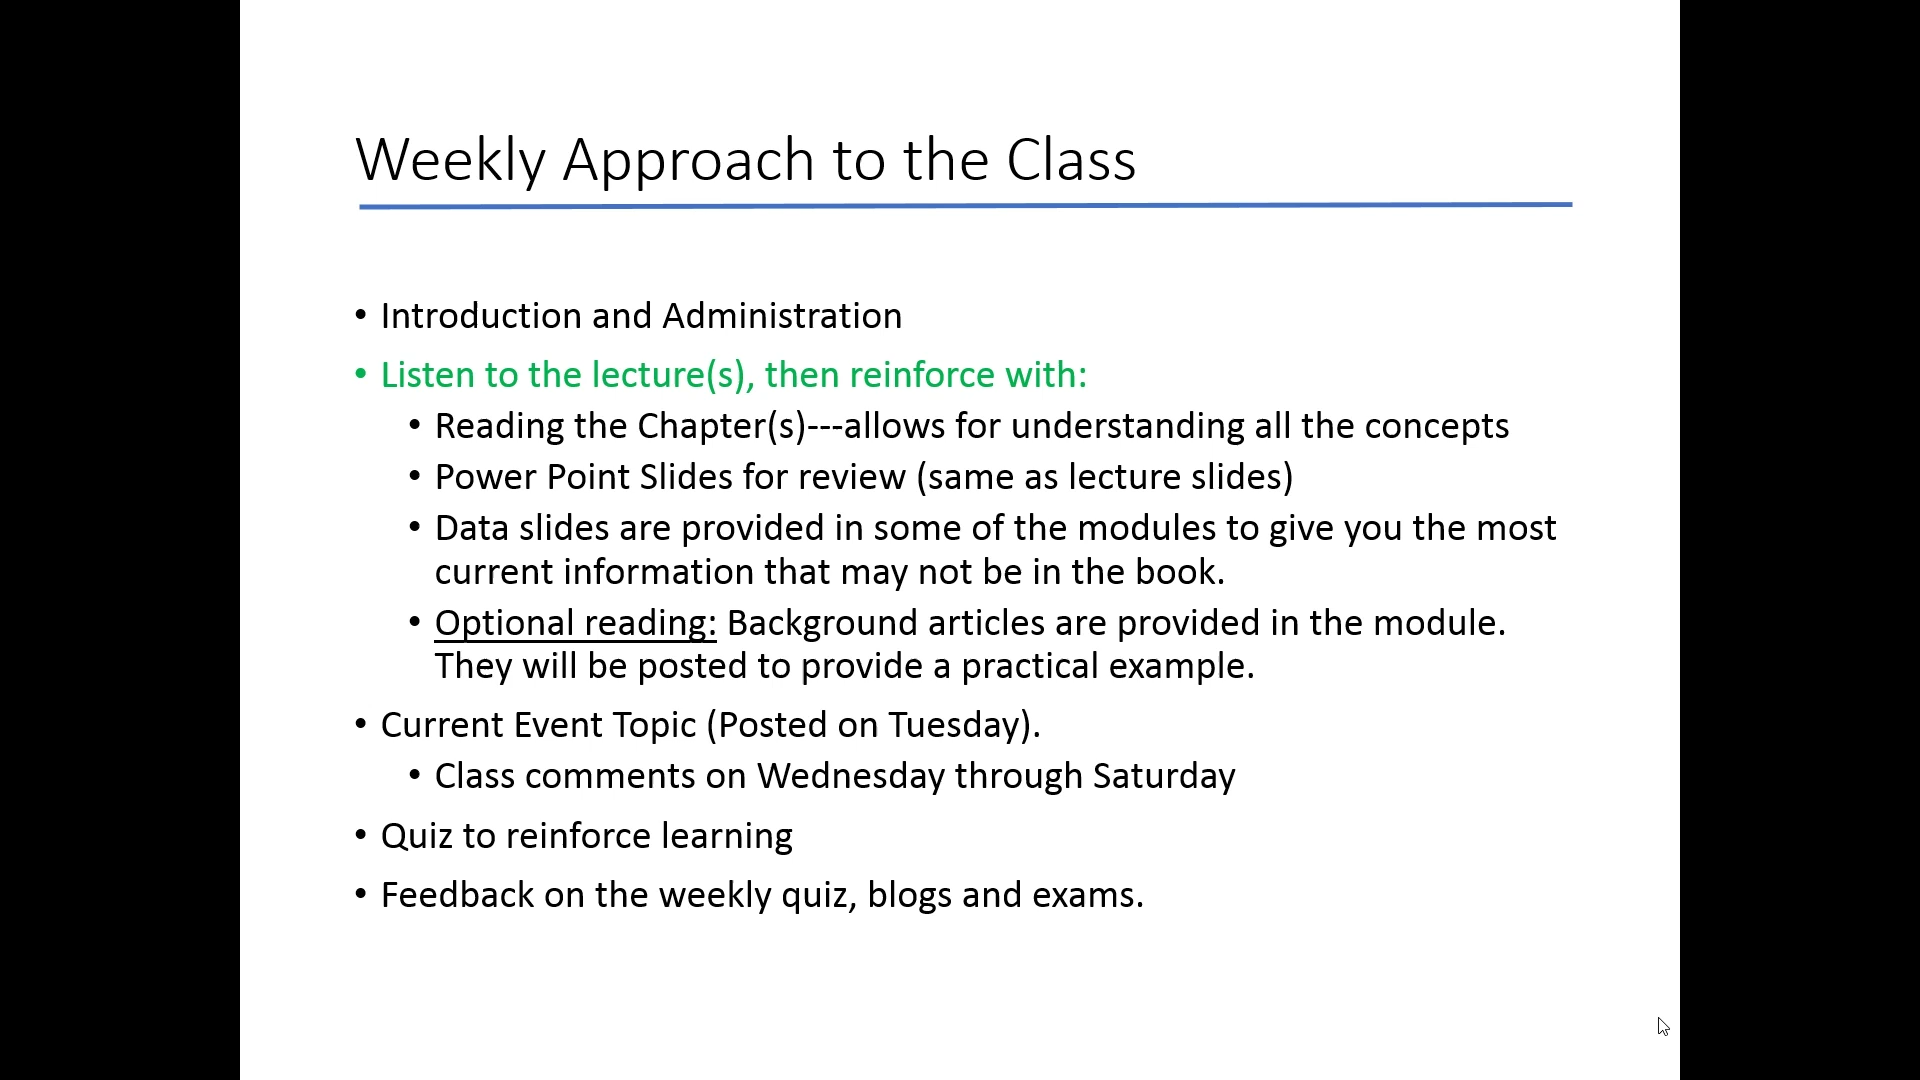 Weekly Approach to the Class
• Introduction and Administration
• Listen to the lecture(s), then reinforce with:
• Reading the Chapter(s)---allows for understanding all the concepts
• Power Point Slides for review (same as lecture slides)
• Data slides are provided in some of the modules to give you the most
current information that may not be in the book.
• Optional reading: Background articles are provided in the module.
They will be posted to provide a practical example.
• Current Event Topic (Posted on Tuesday).
• Class comments on Wednesday through Saturday
• Quiz to reinforce learning
• Feedback on the weekly quiz, blogs and exams.